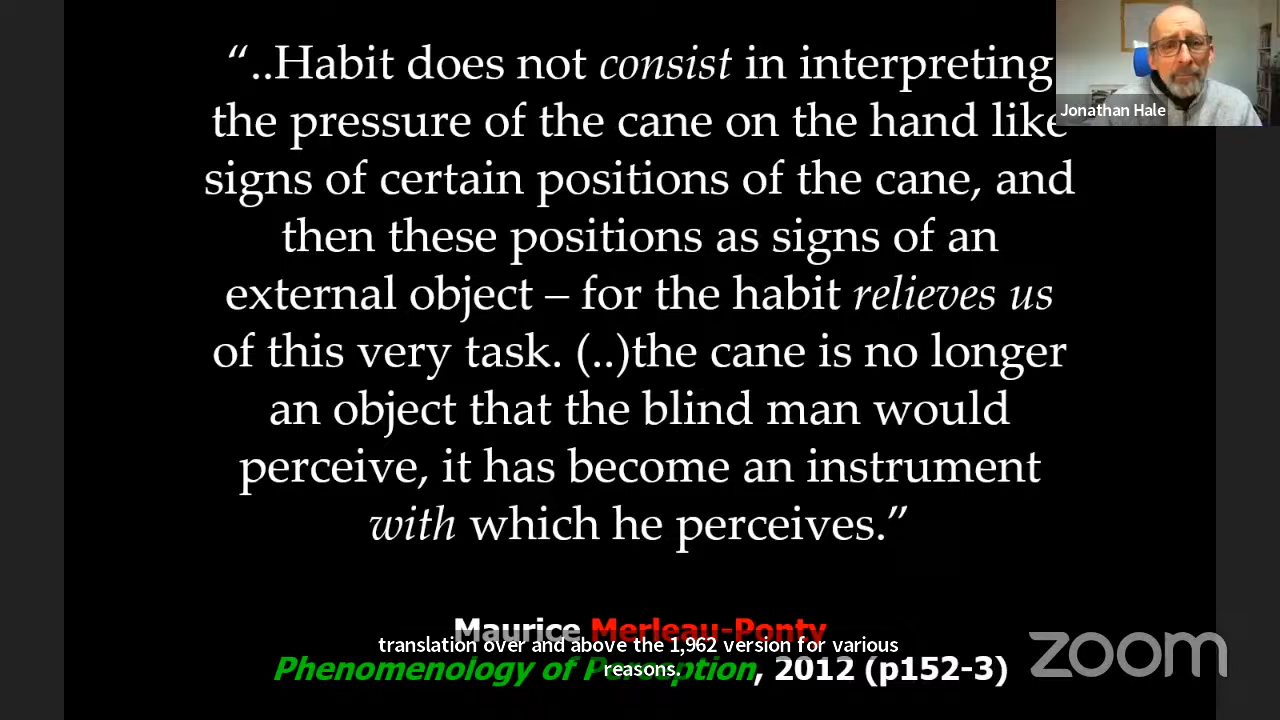 “..Habit does not consist in interpreting
the pressure of the cane on the hand like
signs of certain positions of the cane, and
then these positions as signs of an
external object – for the habit relieves us
of this very task. (..)the cane is no longer
an object that the blind man would
perceive, it has become an instrument
with which he perceives.”
Jonathan Hale
Maurice Merleau-Ponty
translation over and above the 1,962 version for various
reasons.
Phenomenology of Perception, 2012 (p152-3)
zoom